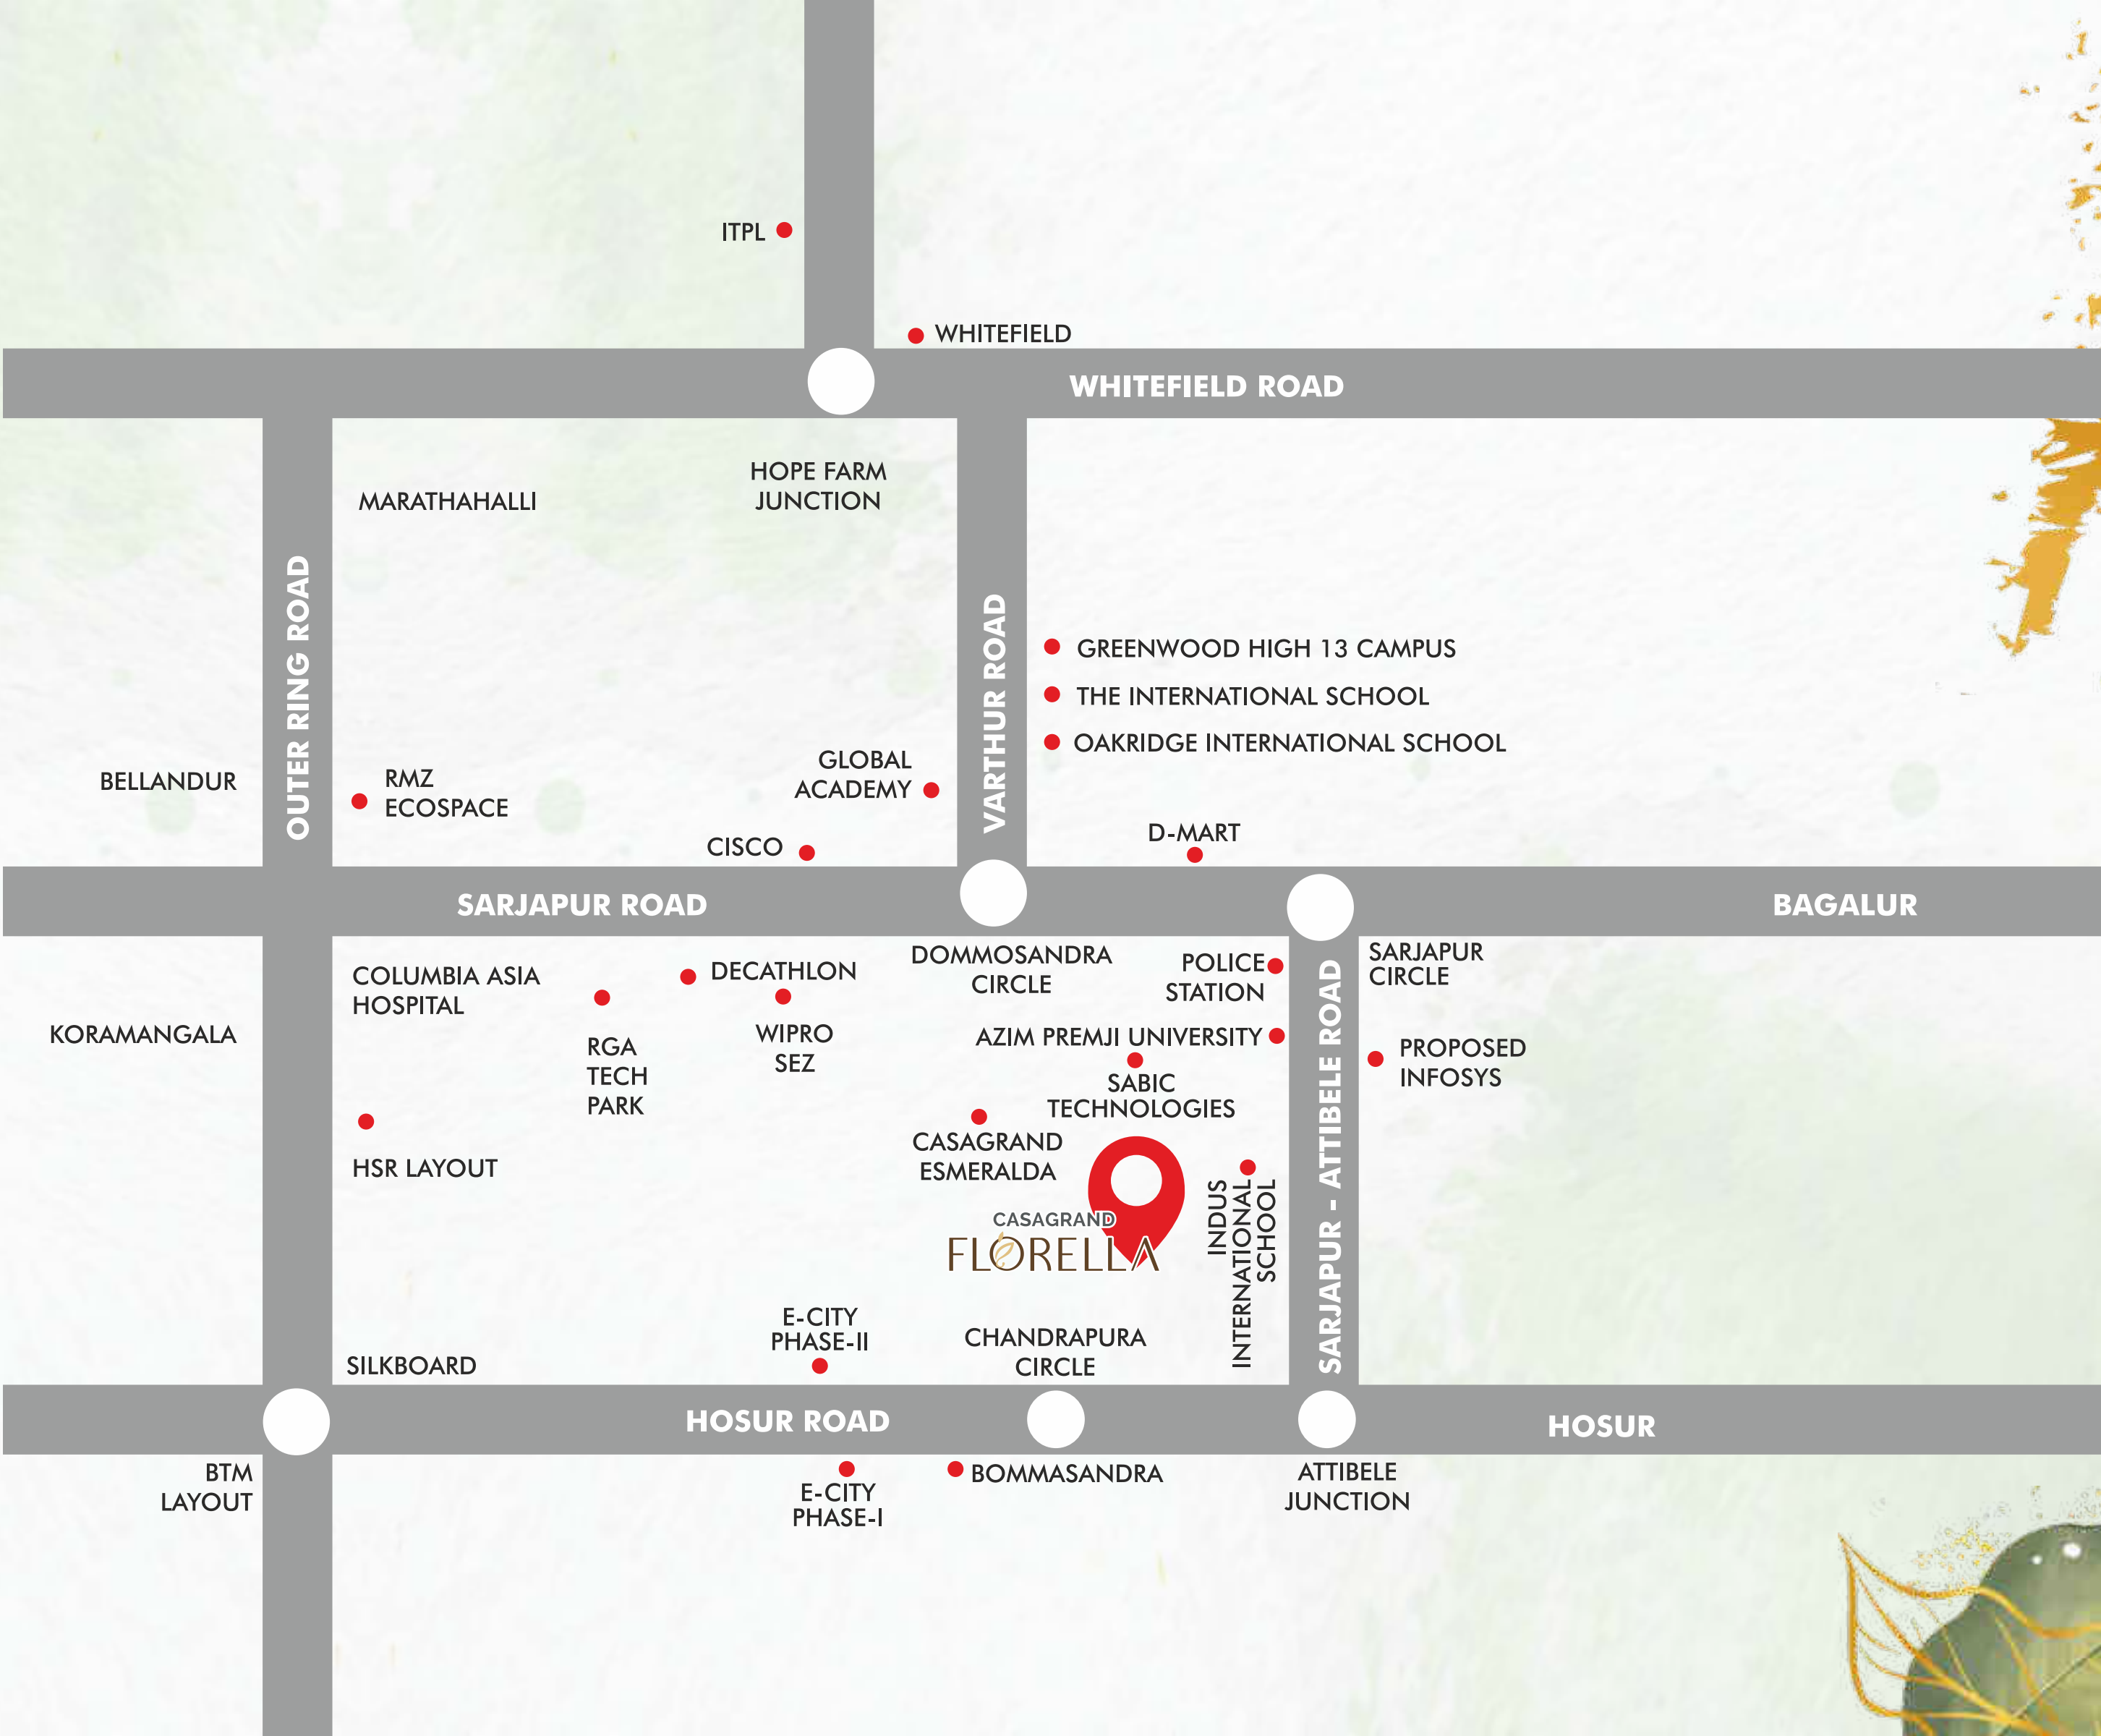 ITPL
WHITEFIELD
WHITEFIELD ROAD
HOPE FARM
JUNCTION
MARATHAHALLI
OUTER RING ROAD
VARTHUR ROAD
GREENWOOD HIGH 13 CAMPUS
THE INTERNATIONAL SCHOOL
OAKRIDGE INTERNATIONAL SCHOOL
BELLANDUR
RMZ
ECOSPACE
GLOBAL
ACADEMY
CISCO
D-MART
SARJAPUR ROAD
BAGALUR
COLUMBIA ASIA
HOSPITAL
DECATHLON
DOMMOSANDRA
CIRCLE
POLICE
STATION
SARJAPUR
CIRCLE
KORAMANGALA
RGA
TECH
PARK
WIPRO
SEZ
AZIM PREMJI UNIVERSITY
SABIC
TECHNOLOGIES
SARJAPUR - ATTIBELE ROAD
PROPOSED
INFOSYS
HSR LAYOUT
CASAGRAND
ESMERALDA
CASAGRAND
FLORELLA
INDUS
INTERNATIONAL
SCHOOL
E-CITY
PHASE-II
CHANDRAPURA
CIRCLE
SILKBOARD
HOSUR ROAD
HOSUR
BTM
LAYOUT
E-CITY
PHASE-I
BOMMASANDRA
ATTIBELE
JUNCTION